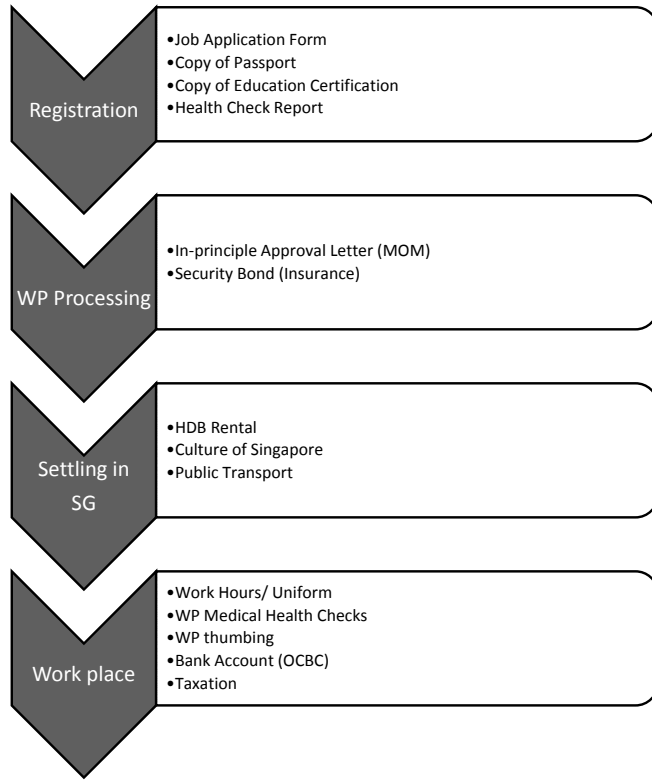 Registration
•Job Application Form
•Copy of Passport
•Copy of Education Certification
•Health Check Report
WP Processing
•In-principle Approval Letter (MOM)
•Security Bond (Insurance)
Settling in
SG
•HDB Rental
•Culture of Singapore
•Public Transport
Work place
•Work Hours/ Uniform
•WP Medical Health Checks
•WP thumbing
•Bank Account (OCBC)
•Taxation